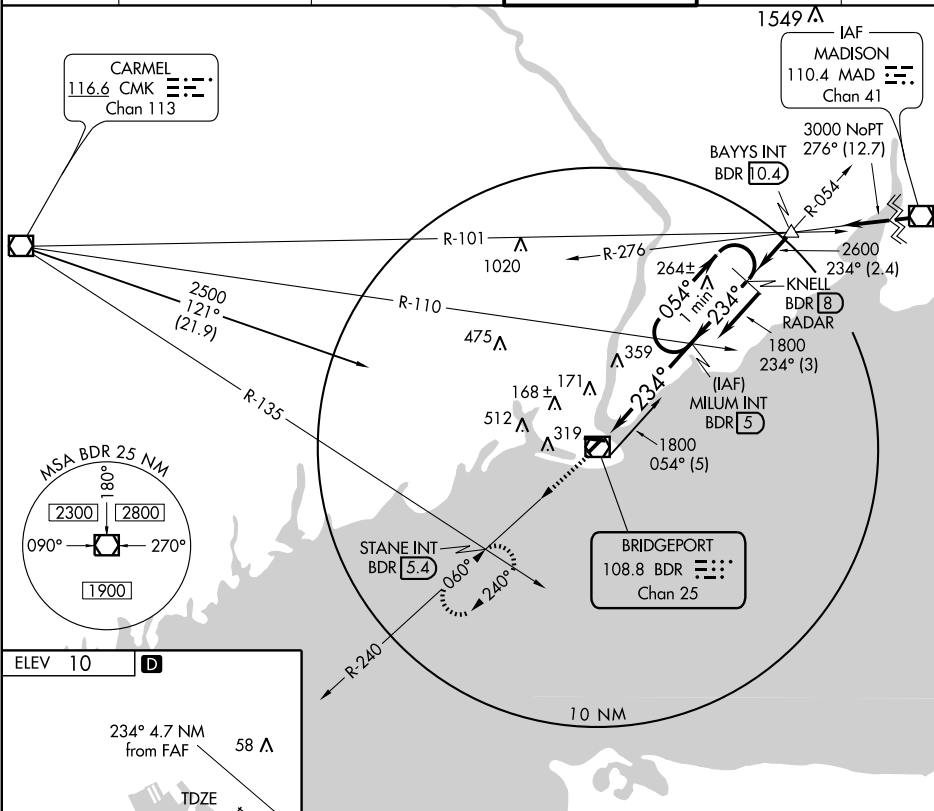 1549
IAF
MADISON
110.4 MAD
Chan 41
CARMEL
116.6 CMK
Chan 113
3000 NoPT
276° (12.7)
BAYYS INT
BDR 10.4
R-054
R-101
R-276
1020
2600
234° (2.4)
264±
054°
1 min
234°
KNELL
BDR 8
RADAR
2500
121°
(21.9)
R-110
1800
234° (3)
475
359
234°
(IAF)
MILUM INT
BDR 5
R-135
168 ±
171
512
319
1800
054° (5)
MSA BDR 25 NM
180°
2300
2800
090°
270°
1900
STANE INT
BDR 5.4
060°
240°
BRIDGEPORT
108.8 BDR
Chan 25
R-240
10 NM
ELEV 10
D
234° 4.7 NM
from FAF
58
TDZE